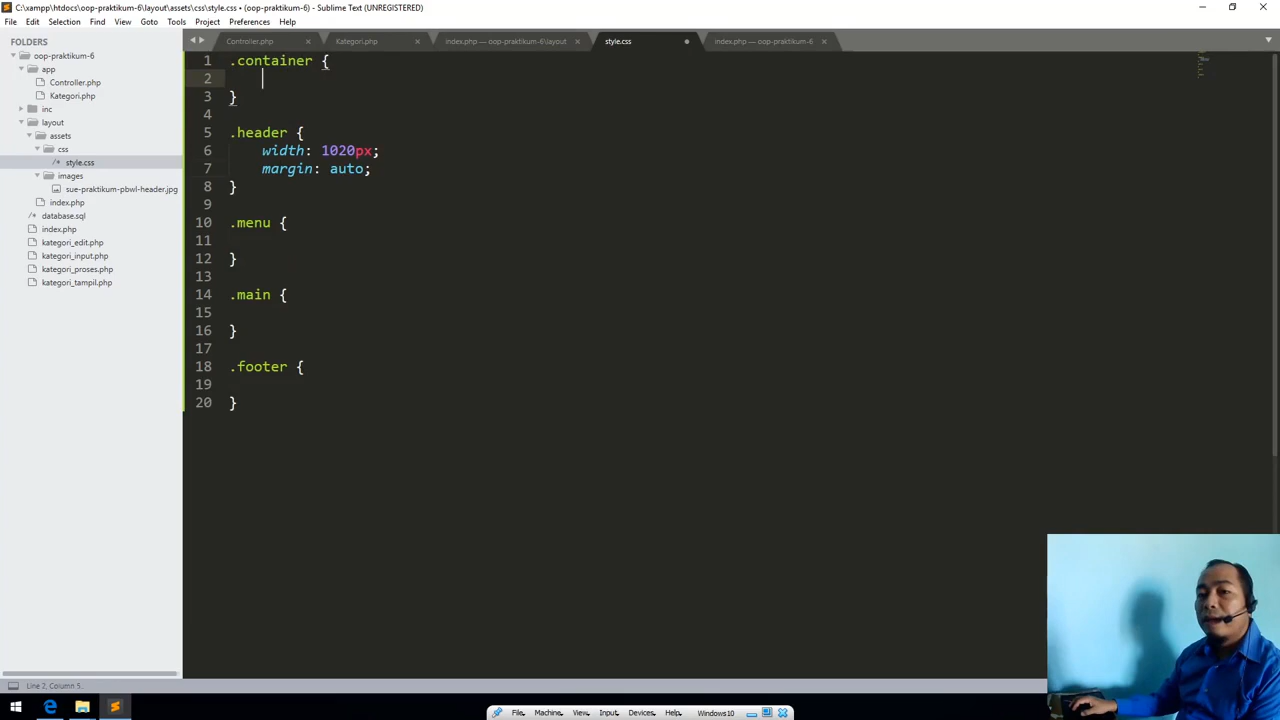 C:\xampp\htdocs\oop-praktikum-6\layout\assets\css\style.css • (oop-praktikum-6) - Sublime Text (UNREGISTERED)
File Edit Selection Find View Goto Tools Project Preferences Help
FOLDERS
oop-praktikum-6
app
Controller.php
Kategori.php
inc
layout
assets
css
/* style.css
images
sue-praktikum-pbwl-header.jpg
index.php
/* database.sql
index.php
kategori_edit.php
kategori_input.php
kategori_proses.php
kategori_tampil.php
Controller.php Kategori.php index.php — oop-praktikum-6\layout style.css index.php — oop-praktikum-6
1 .container {
2
3 }
4
5 .header {
6 width: 1020px;
7 margin: auto;
8 }
9
10 .menu {
11
12 }
13
14 .main {
15
16 }
17
18 .footer {
19
20 }
Line 2, Column 5
File Machine View Input Devices Help Windows10